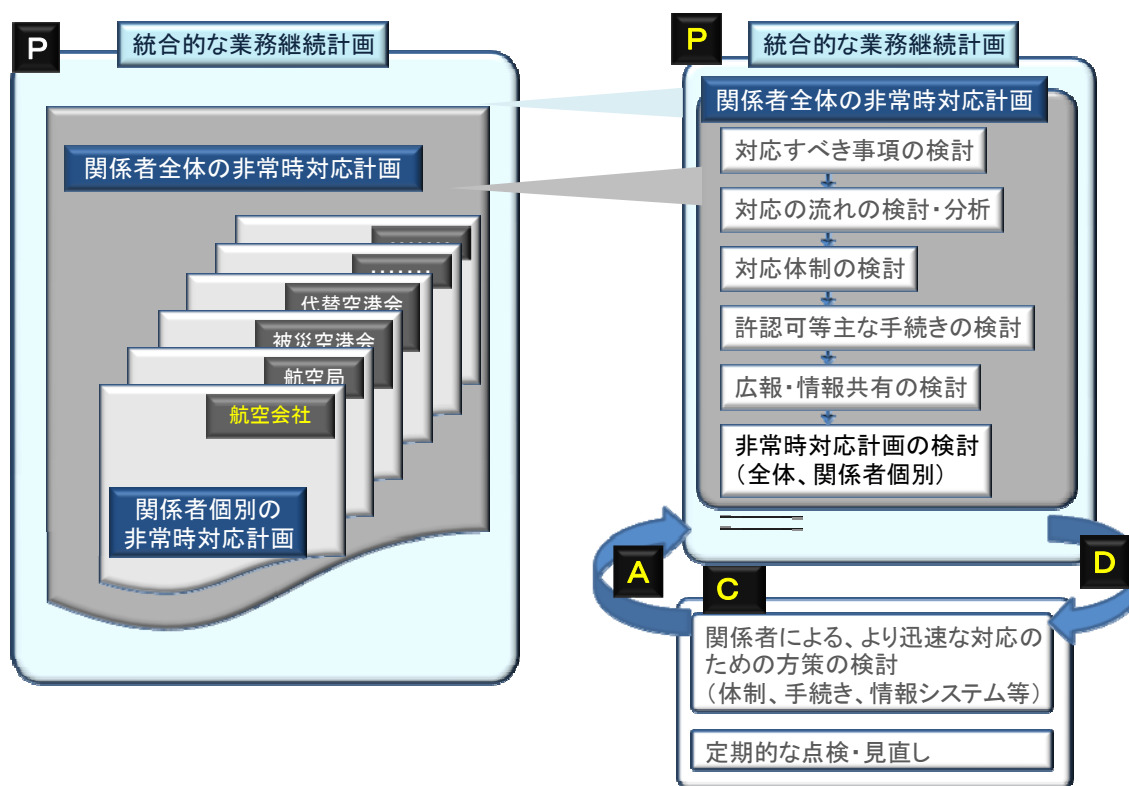 P
統合的な業務継続計画
関係者全体の非常時対応計画
‥‥‥‥
‥‥‥‥
代替空港会
被災空港会
航空局
航空会社
関係者個別の
非常時対応計画
P
統合的な業務継続計画
関係者全体の非常時対応計画
対応すべき事項の検討
対応の流れの検討・分析
対応体制の検討
許認可等主な手続きの検討
広報・情報共有の検討
非常時対応計画の検討
(全体、関係者個別)
A
D
C
関係者による、より迅速な対応の
ための方策の検討
(体制、手続き、情報システム等)
定期的な点検・見直し